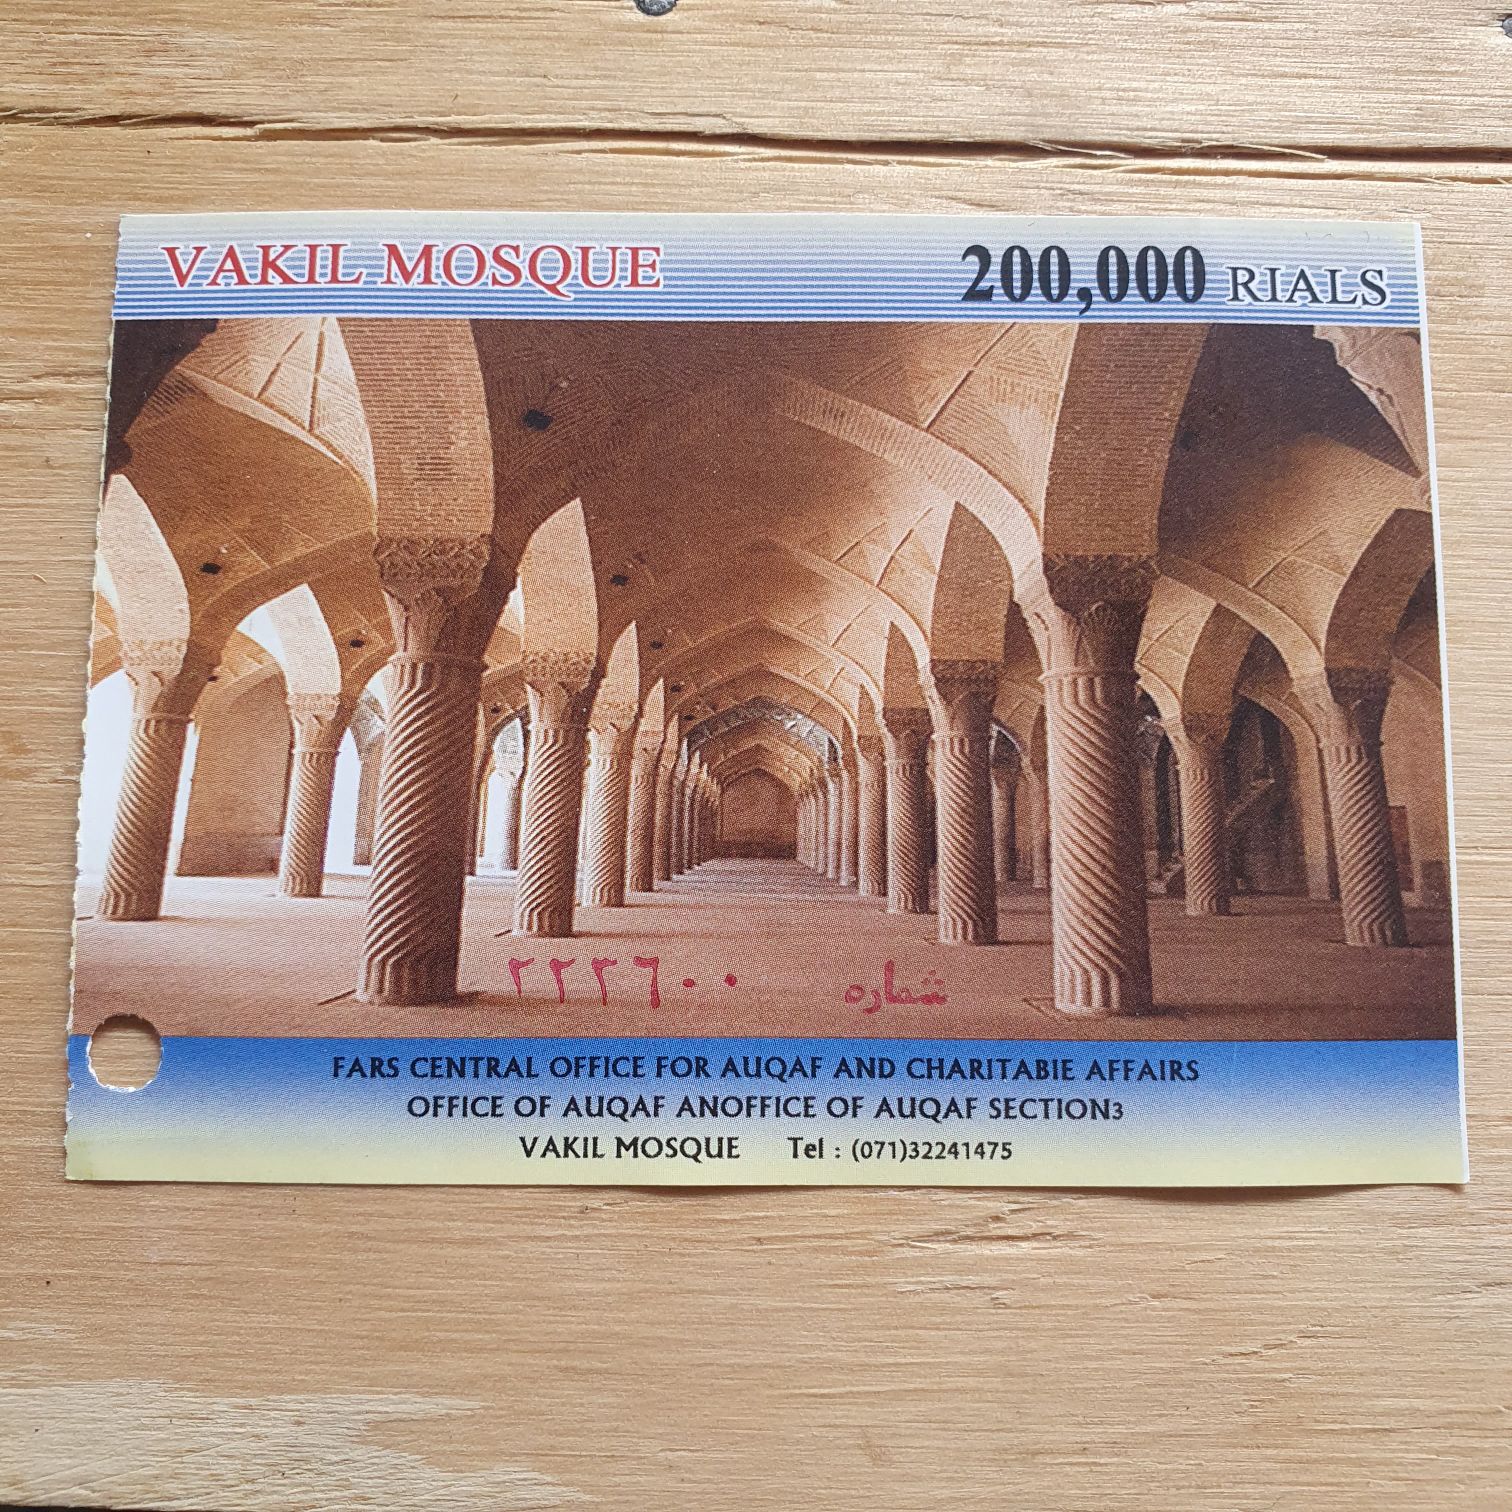 VAKIL MOSQUE
200,000 RIALS
شماره
FARS CENTRAL OFFICE FOR AUQAF AND CHARITABIE AFFAIRS
OFFICE OF AUQAF ANOFFICE OF AUQAF SECTION3
VAKIL MOSQUE Tel : (071)32241475